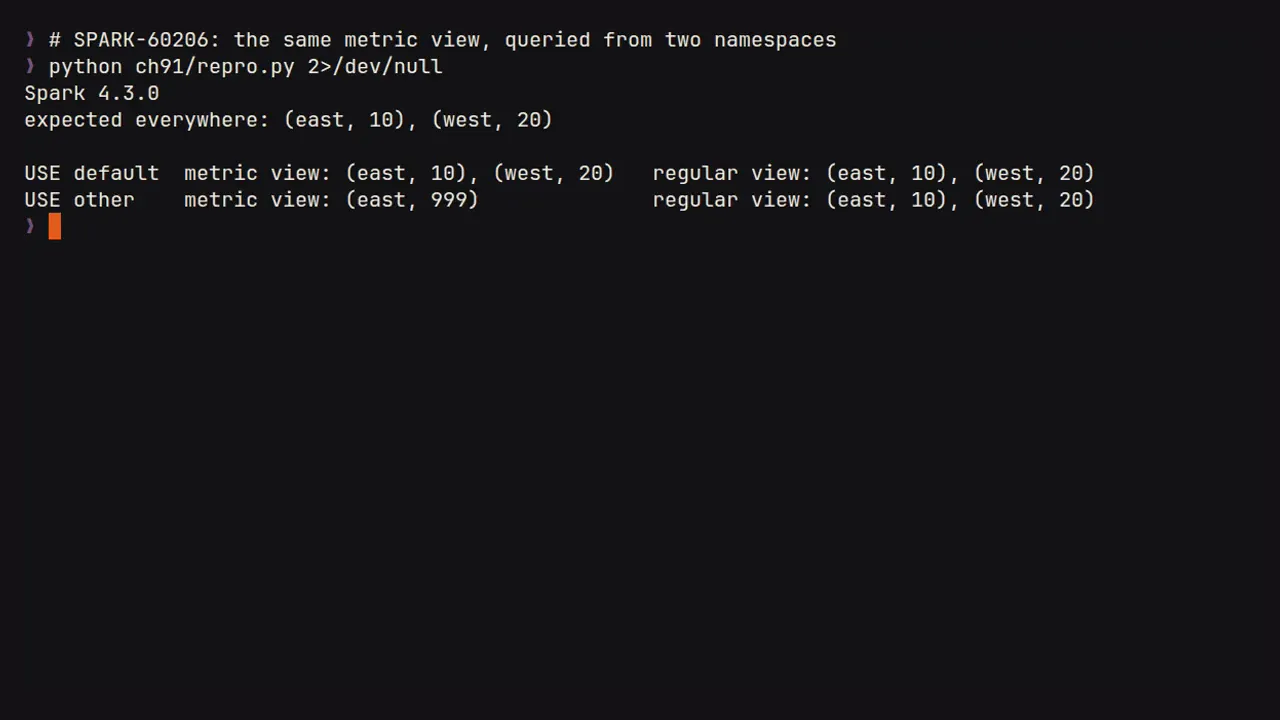 ❯ # SPARK-60206: the same metric view, queried from two namespaces
❯ python ch91/repro.py 2>/dev/null
Spark 4.3.0
expected everywhere: (east, 10), (west, 20)
USE default  metric view: (east, 10), (west, 20)   regular view: (east, 10), (west, 20)
USE other    metric view: (east, 999)              regular view: (east, 10), (west, 20)
❯